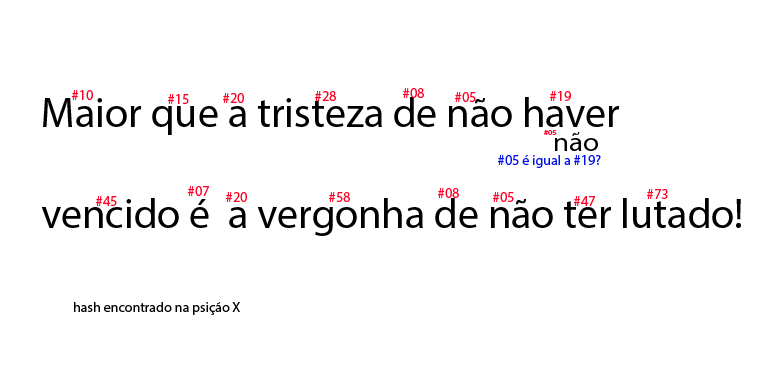 #10 #15 #20 #28 #08 #05 #19
Maior que a tristeza de não haver
#05 não
#05 é igual a #19?
#45 #07 #20 #58 #08 #05 #47 #73
vencido é a vergonha de não ter lutado!
hash encontrado na psição X